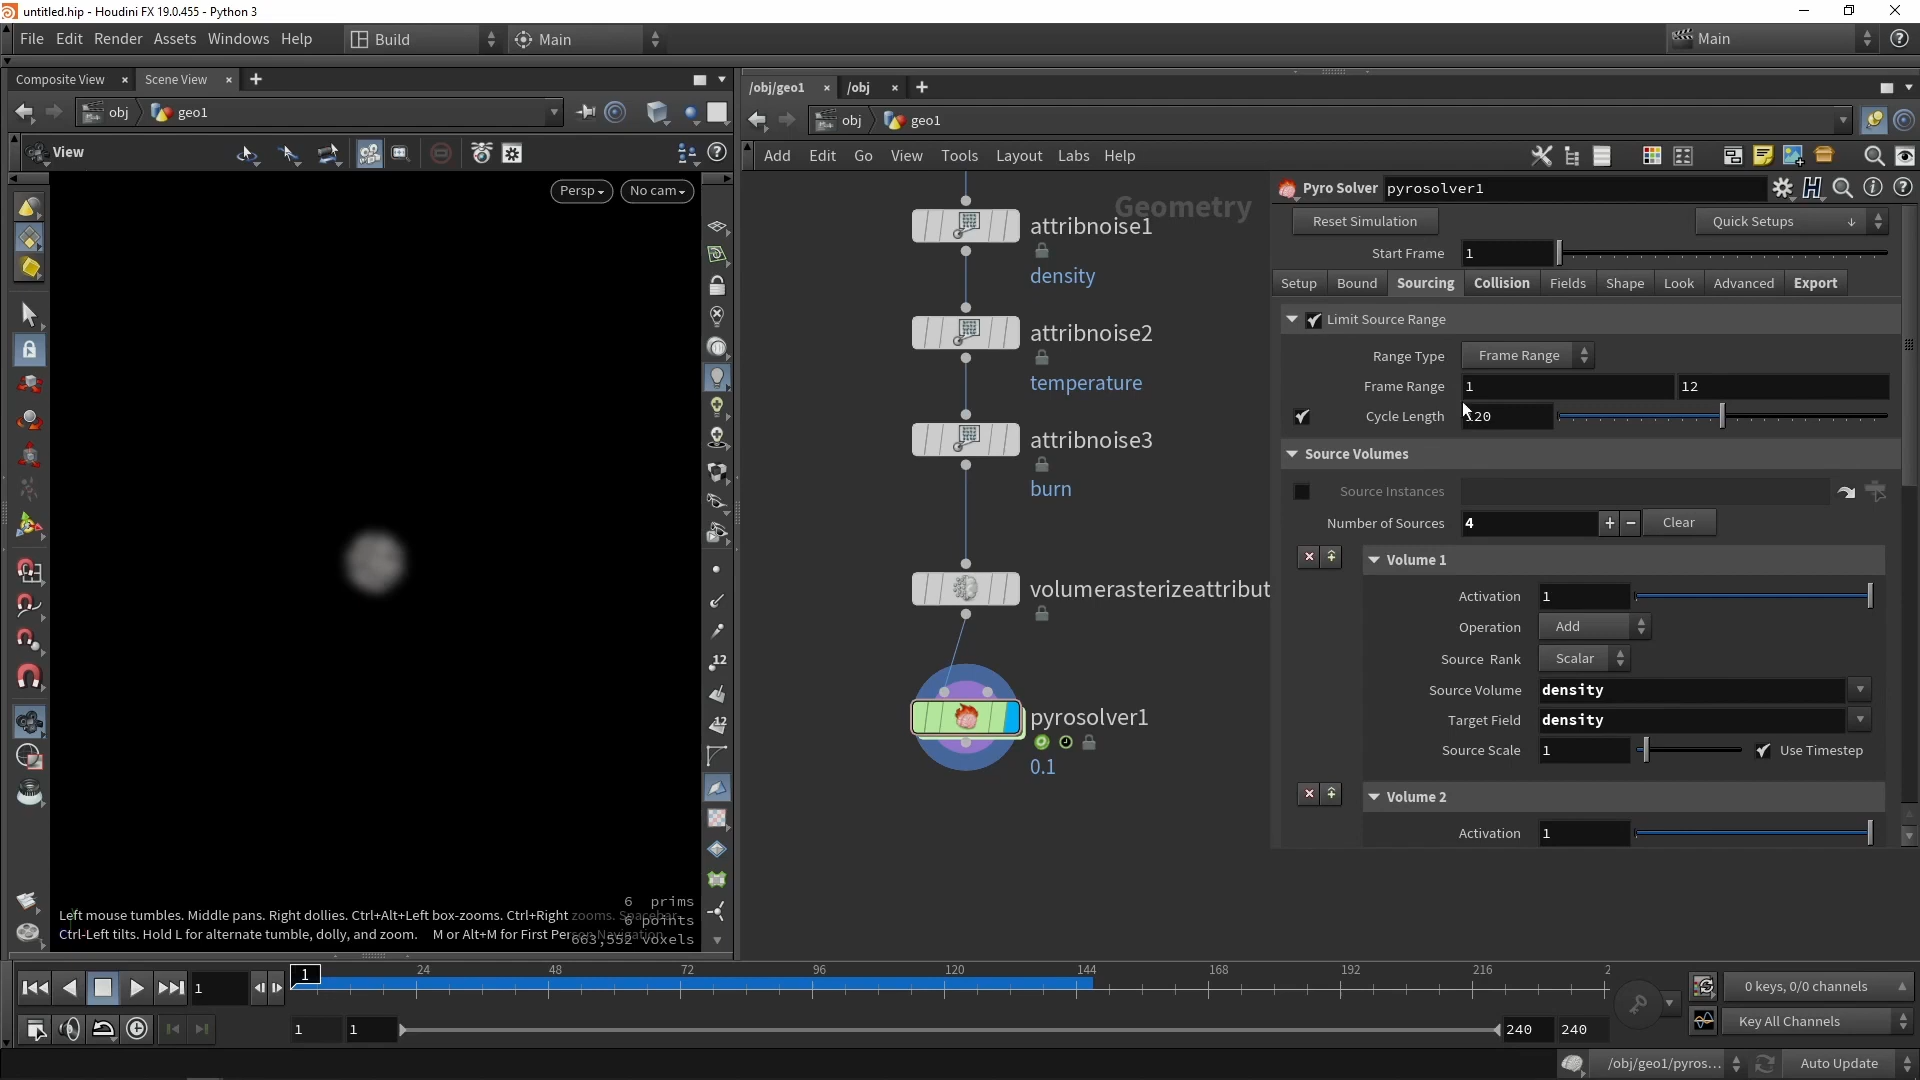 untitled.hip - Houdini FX 19.0.455 - Python 3
File Edit Render Assets Windows Help
Build
Main
Main
Composite View × Scene View × +
obj geo1
View
Persp
No cam
6 prims
6 points
663,552 voxels
Left mouse tumbles. Middle pans. Right dollies. Ctrl+Alt+Left box-zooms. Ctrl+Right zooms. Spacebar-
Ctrl-Left tilts. Hold L for alternate tumble, dolly, and zoom. M or Alt+M for First Person Navigation.
/obj/geo1 × /obj × +
obj geo1
Add Edit Go View Tools Layout Labs Help
Geometry
attribnoise1
density
attribnoise2
temperature
attribnoise3
burn
volumerasterizeattribut
pyrosolver1
0.1
Pyro Solver pyrosolver1
Reset Simulation
Quick Setups
Start Frame 1
Setup Bound Sourcing Collision Fields Shape Look Advanced Export
Limit Source Range
Range Type Frame Range
Frame Range 1 12
Cycle Length 120
Source Volumes
Source Instances
Number of Sources 4 + − Clear
Volume 1
Activation 1
Operation Add
Source Rank Scalar
Source Volume density
Target Field density
Source Scale 1 Use Timestep
Volume 2
Activation 1
12
12
1
1 24 48 72 96 120 144 168 192 216 2
1 1 240 240
0 keys, 0/0 channels
Key All Channels
/obj/geo1/pyros...
Auto Update